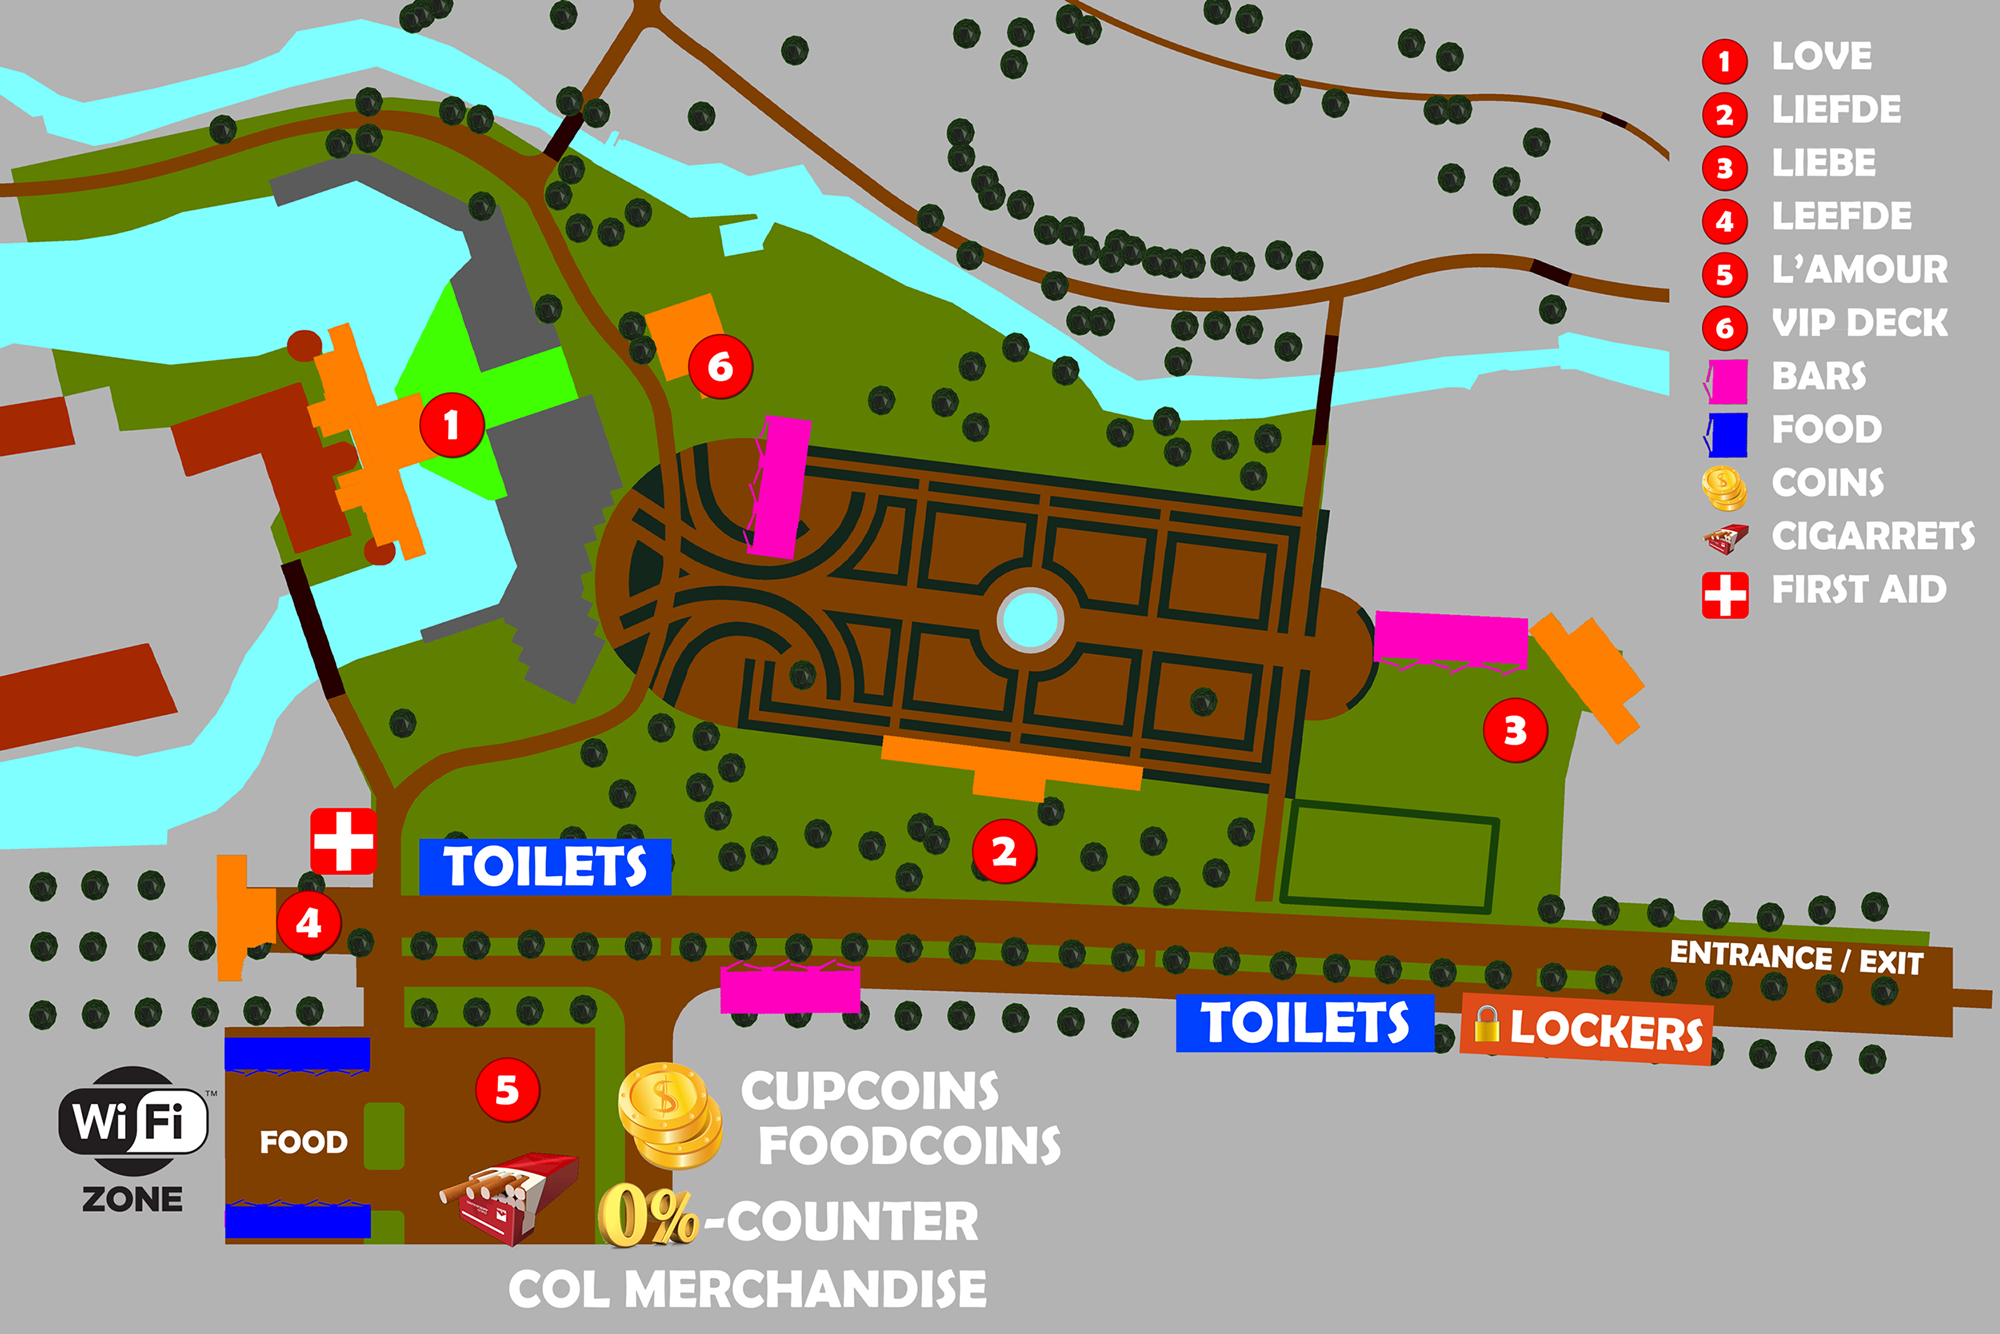 1 LOVE
2 LIEFDE
3 LIEBE
4 LEEFDE
5 L'AMOUR
6 VIP DECK
BARS
FOOD
$ COINS
CIGARRETS
FIRST AID
6
1
3
2
TOILETS
4
ENTRANCE / EXIT
TOILETS
LOCKERS
5
$
CUPCOINS
FOODCOINS
Wi Fi TM
ZONE
FOOD
0%-COUNTER
COL MERCHANDISE